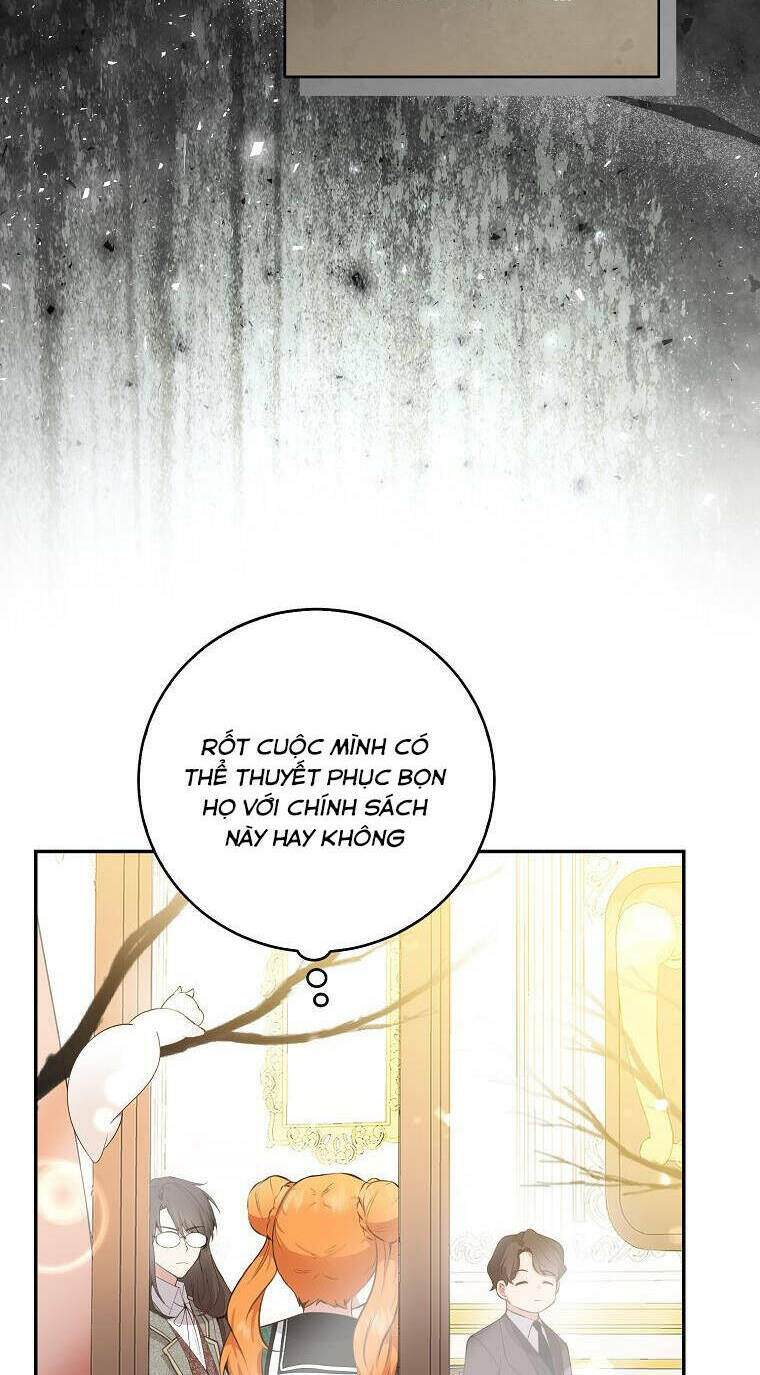 RỐT CUỘC MÌNH CÓ
THỂ THUYẾT PHỤC BỌN
HỌ VỚI CHÍNH SÁCH
NÀY HAY KHÔNG